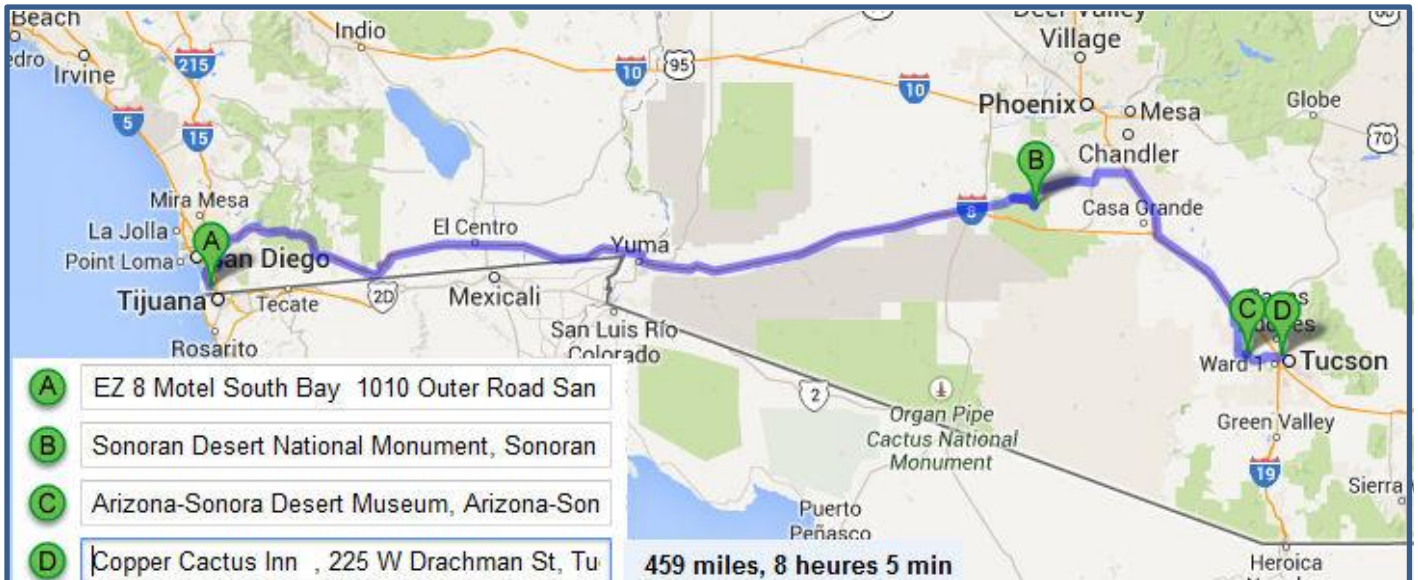 Beach
Indio
Deer Valley
Village
Irvine
215
10
95
10
Phoenix
Mesa
Globe
5
15
70
Chandler
Mira Mesa
B
La Jolla
A
El Centro
8
Casa Grande
Point Loma
San Diego
Yuma
Tijuana
Tecate
2D
Mexicali
C
D
San Luis Río
Colorado
Rosarito
Ward 1
Tucson
A EZ 8 Motel South Bay 1010 Outer Road San
2
Organ Pipe
Cactus National
Monument
Green Valley
B Sonoran Desert National Monument, Sonoran
19
C Arizona-Sonora Desert Museum, Arizona-Son
Sierra
Puerto
Peñasco
D Copper Cactus Inn , 225 W Drachman St, Tu
459 miles, 8 heures 5 min
Heroica